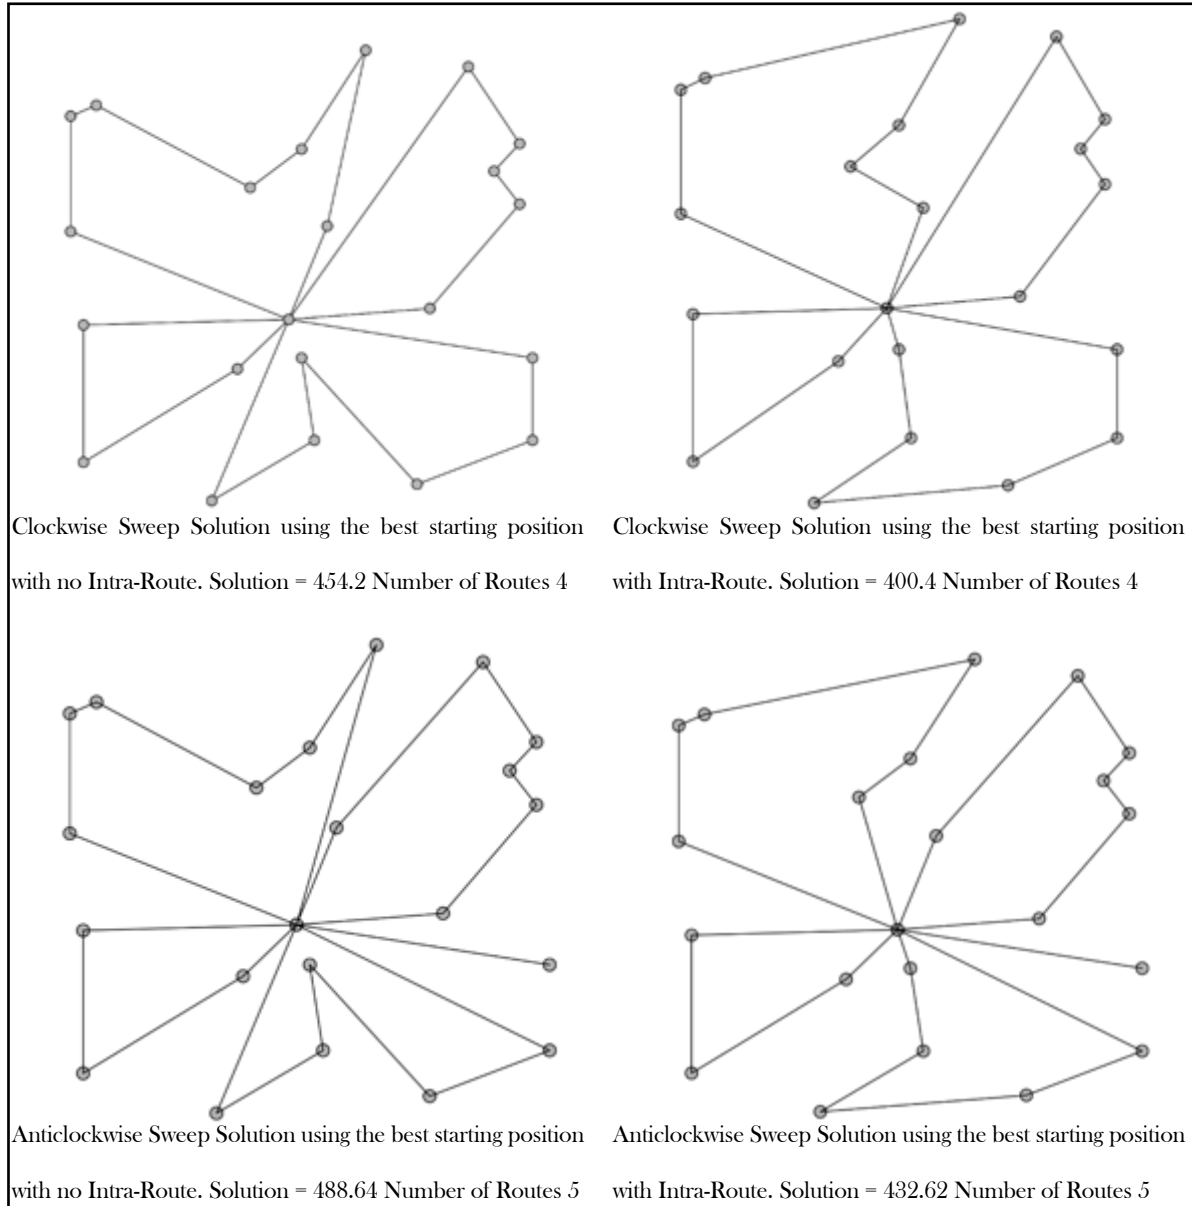 Clockwise Sweep Solution using the best starting position
with no Intra-Route. Solution = 454.2 Number of Routes 4
Clockwise Sweep Solution using the best starting position
with Intra-Route. Solution = 400.4 Number of Routes 4
Anticlockwise Sweep Solution using the best starting position
with no Intra-Route. Solution = 488.64 Number of Routes 5
Anticlockwise Sweep Solution using the best starting position
with Intra-Route. Solution = 432.62 Number of Routes 5